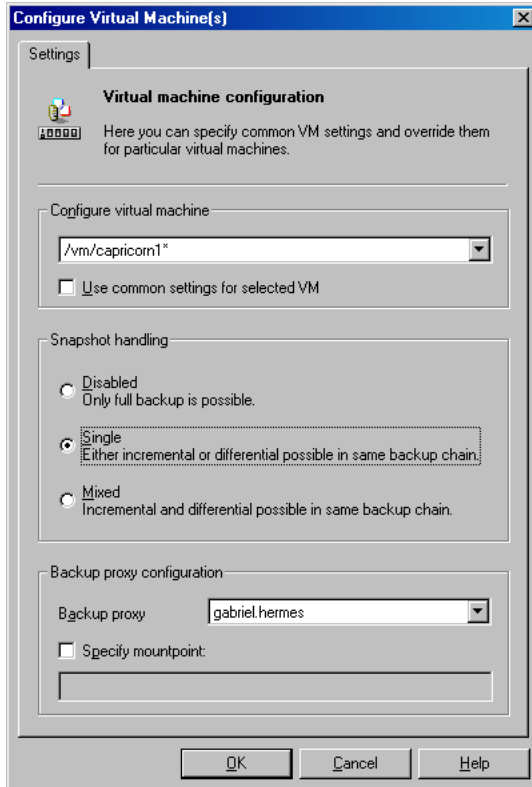 Configure Virtual Machine(s)
Settings
Virtual machine configuration
Here you can specify common VM settings and override them
for particular virtual machines.
Configure virtual machine
/vm/capricorn1*
Use common settings for selected VM
Snapshot handling
Disabled
Only full backup is possible.
Single
Either incremental or differential possible in same backup chain.
Mixed
Incremental and differential possible in same backup chain.
Backup proxy configuration
Backup proxy gabriel.hermes
Specify mountpoint:
OK Cancel Help